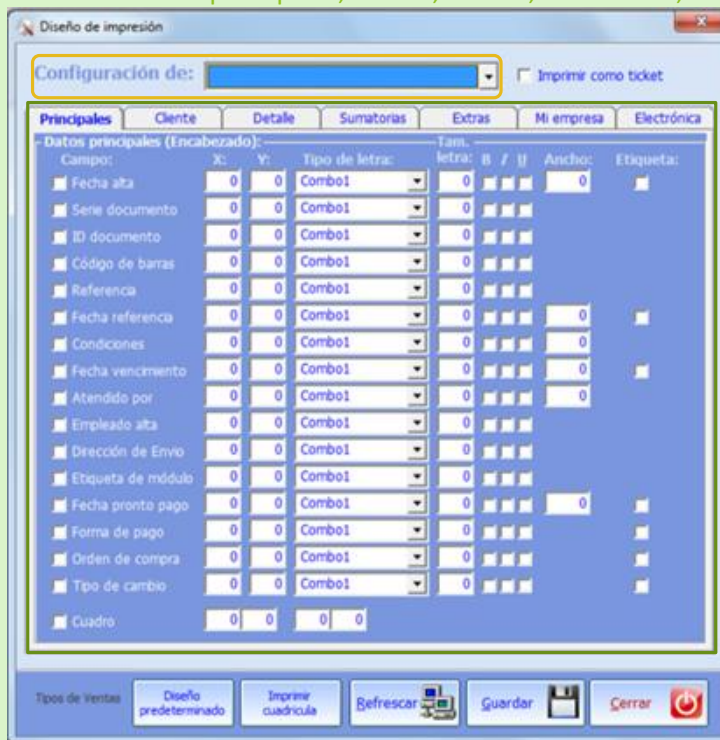 Diseño de impresión
Configuración de:
Imprimir como ticket
Principales Cliente Detalle Sumatorias Extras Mi empresa Electrónica
Datos principales (Encabezado): Tam.
Campo: X: Y: Tipo de letra: letra: B I U Ancho: Etiqueta:
Fecha alta 0 0 Combo1 0 0
Serie documento 0 0 Combo1 0
ID documento 0 0 Combo1 0
Código de barras 0 0 Combo1 0
Referencia 0 0 Combo1 0
Fecha referencia 0 0 Combo1 0 0
Condiciones 0 0 Combo1 0 0
Fecha vencimiento 0 0 Combo1 0 0
Atendido por 0 0 Combo1 0 0
Empleado alta 0 0 Combo1 0
Dirección de Envio 0 0 Combo1 0
Etiqueta de módulo 0 0 Combo1 0
Fecha pronto pago 0 0 Combo1 0 0
Forma de pago 0 0 Combo1 0
Orden de compra 0 0 Combo1 0
Tipo de cambio 0 0 Combo1 0
Cuadro 0 0 0 0
Tipos de Ventas
Diseño predeterminado
Imprimir cuadricula
Refrescar
Guardar
Cerrar